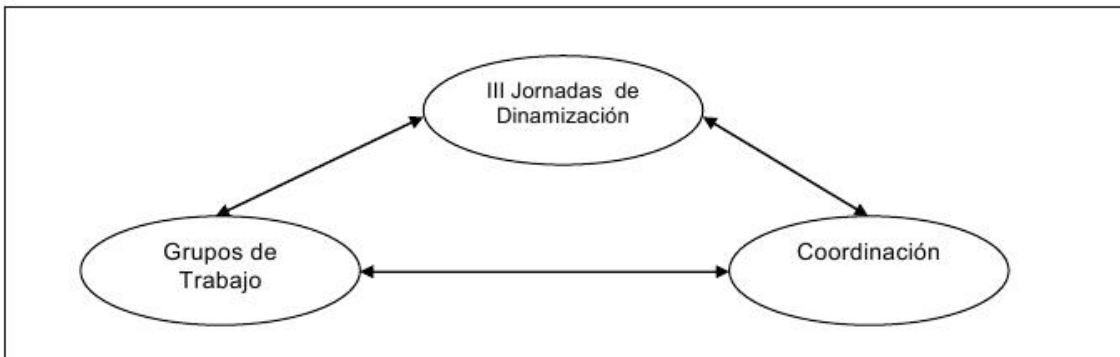 III Jornadas de
Dinamización
Grupos de
Trabajo
Coordinación